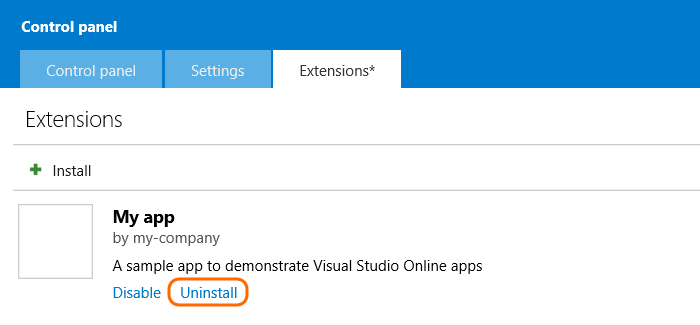 Control panel
Control panel Settings Extensions*
Extensions
Install
My app
by my-company
A sample app to demonstrate Visual Studio Online apps
Disable Uninstall